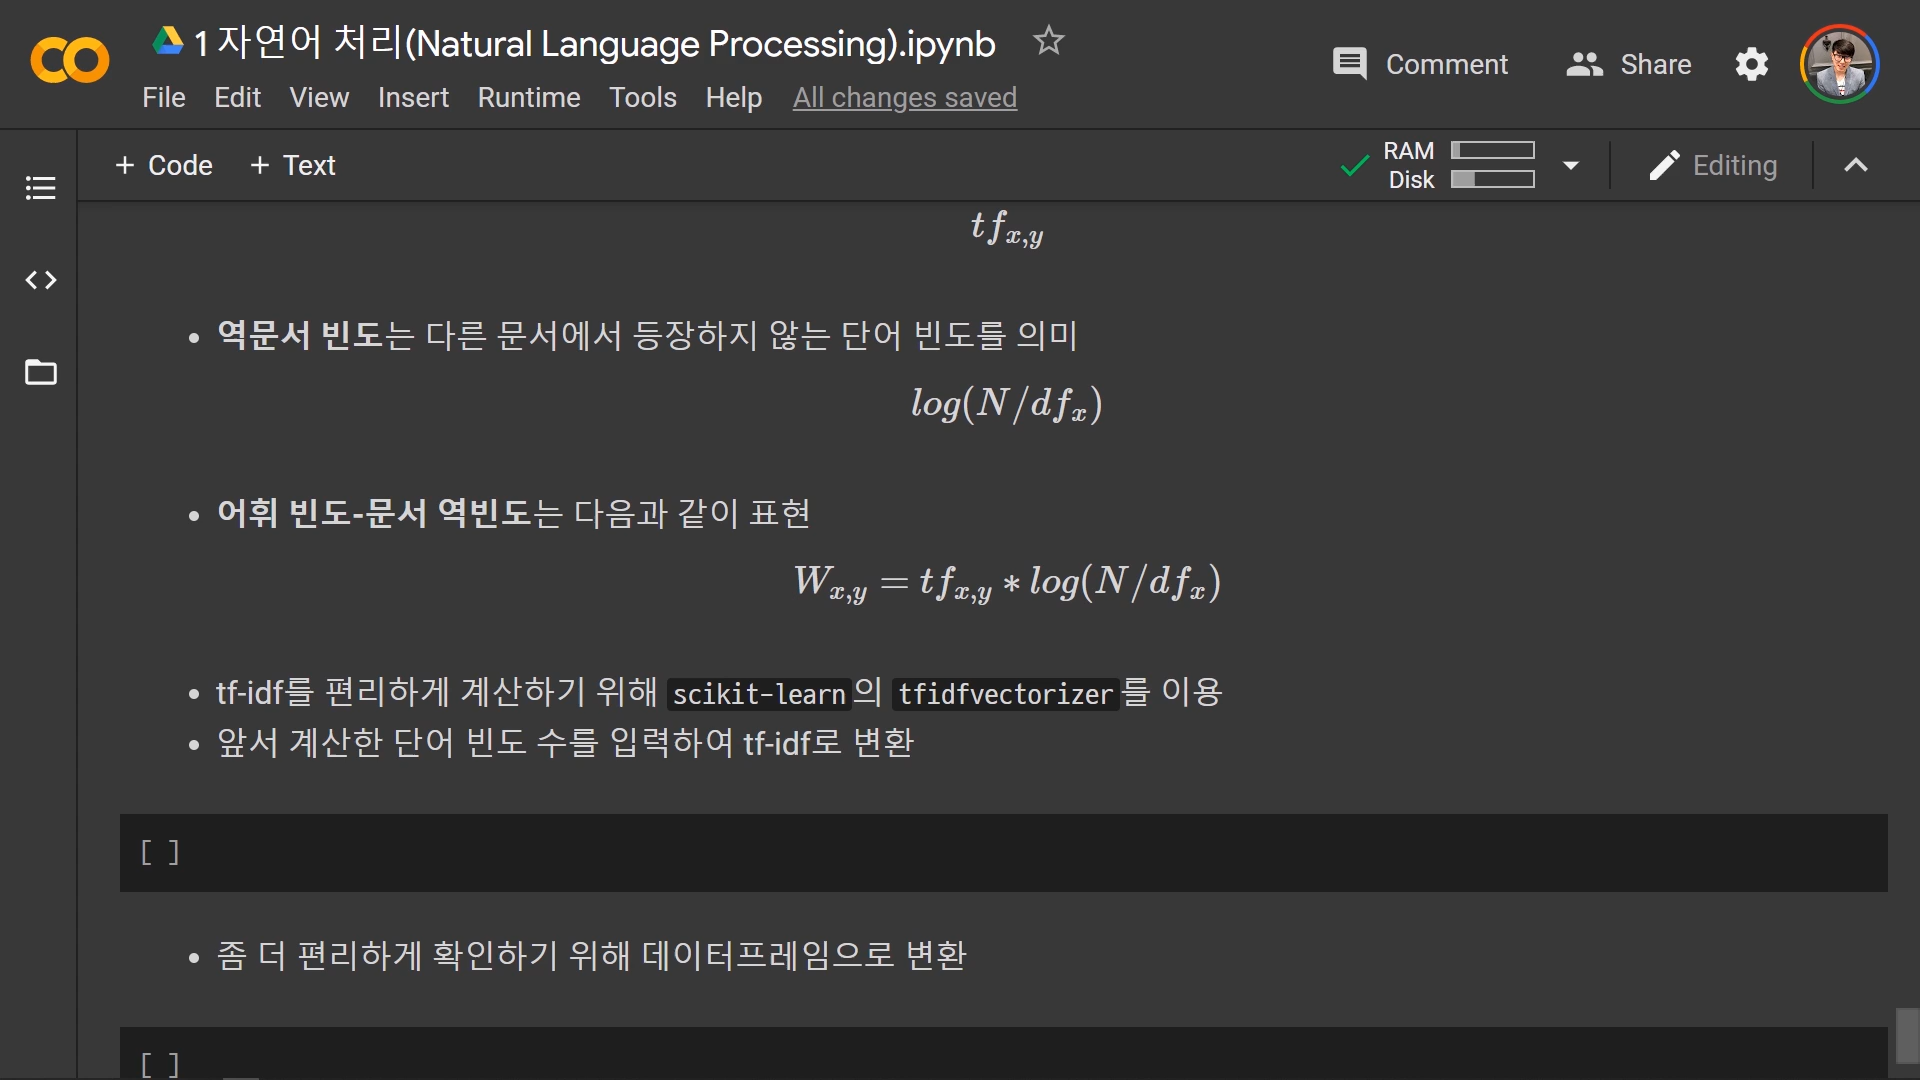 1 자연어 처리(Natural Language Processing).ipynb
Comment
Share
File Edit View Insert Runtime Tools Help All changes saved
+ Code + Text
RAM
Disk
Editing
tf_{x,y}
역문서 빈도는 다른 문서에서 등장하지 않는 단어 빈도를 의미
log(N/df_x)
어휘 빈도-문서 역빈도는 다음과 같이 표현
W_{x,y} = tf_{x,y} * log(N/df_x)
tf-idf를 편리하게 계산하기 위해 scikit-learn의 tfidfvectorizer를 이용
앞서 계산한 단어 빈도 수를 입력하여 tf-idf로 변환
[ ]
좀 더 편리하게 확인하기 위해 데이터프레임으로 변환
[ ]